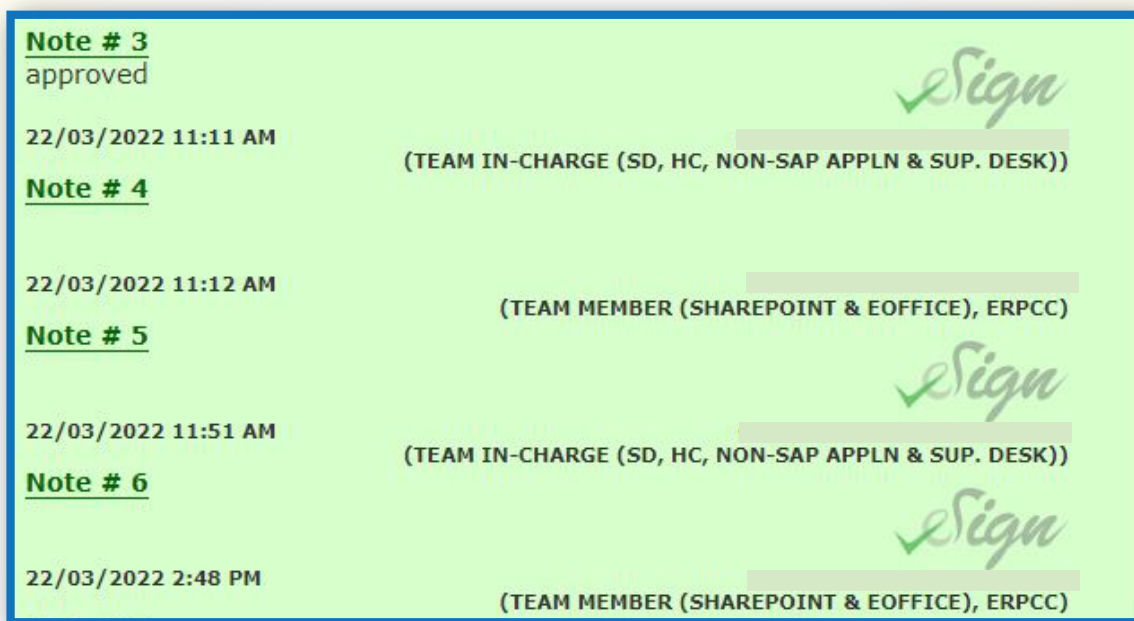 Note # 3
approved
eSign
22/03/2022 11:11 AM
(TEAM IN-CHARGE (SD, HC, NON-SAP APPLN & SUP. DESK))
Note # 4
22/03/2022 11:12 AM
(TEAM MEMBER (SHAREPOINT & EOFFICE), ERPCC)
Note # 5
eSign
22/03/2022 11:51 AM
(TEAM IN-CHARGE (SD, HC, NON-SAP APPLN & SUP. DESK))
Note # 6
eSign
22/03/2022 2:48 PM
(TEAM MEMBER (SHAREPOINT & EOFFICE), ERPCC)